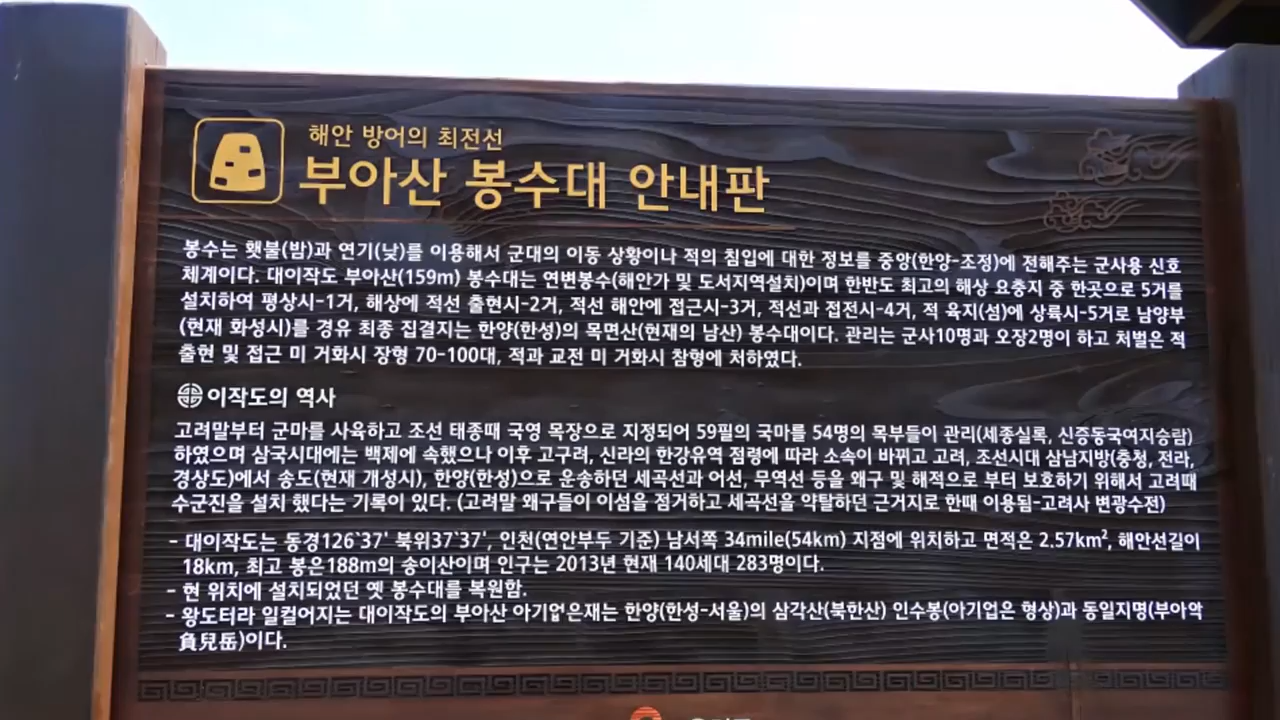 해안 방어의 최전선
부아산 봉수대 안내판
봉수는 횃불(밤)과 연기(낮)를 이용해서 군대의 이동 상황이나 적의 침입에 대한 정보를 중앙(한양-조정)에 전해주는 군사용 신호
체계이다. 대이작도 부아산(159m) 봉수대는 연변봉수(해안가 및 도서지역설치)이며 한반도 최고의 해상 요충지 중 한곳으로 5거를
설치하여 평상시-1거, 해상에 적선 출현시-2거, 적선 해안에 접근시-3거, 적선과 접전시-4거, 적 육지(섬)에 상륙시-5거로 남양부
(현재 화성시)를 경유 최종 집결지는 한양(한성)의 목면산(현재의 남산) 봉수대이다. 관리는 군사10명과 오장2명이 하고 처벌은 적
출현 및 접근 미 거화시 장형 70-100대, 적과 교전 미 거화시 참형에 처하였다.
이작도의 역사
고려말부터 군마를 사육하고 조선 태종때 국영 목장으로 지정되어 59필의 국마를 54명의 목부들이 관리(세종실록, 신증동국여지승람)
하였으며 삼국시대에는 백제에 속했으나 이후 고구려, 신라의 한강유역 점령에 따라 소속이 바뀌고 고려, 조선시대 삼남지방(충청, 전라,
경상도)에서 송도(현재 개성시), 한양(한성)으로 운송하던 세곡선과 어선, 무역선 등을 왜구 및 해적으로 부터 보호하기 위해서 고려때
수군진을 설치 했다는 기록이 있다. (고려말 왜구들이 이섬을 점거하고 세곡선을 약탈하던 근거지로 한때 이용됨-고려사 변광수전)
- 대이작도는 동경126`37' 북위37`37', 인천(연안부두 기준) 남서쪽 34mile(54km) 지점에 위치하고 면적은 2.57km², 해안선길이
18km, 최고 봉은188m의 송이산이며 인구는 2013년 현재 140세대 283명이다.
- 현 위치에 설치되었던 옛 봉수대를 복원함.
- 왕도터라 일컬어지는 대이작도의 부아산 아기업은재는 한양(한성-서울)의 삼각산(북한산) 인수봉(아기업은 형상)과 동일지명(부아악
負兒岳)이다.